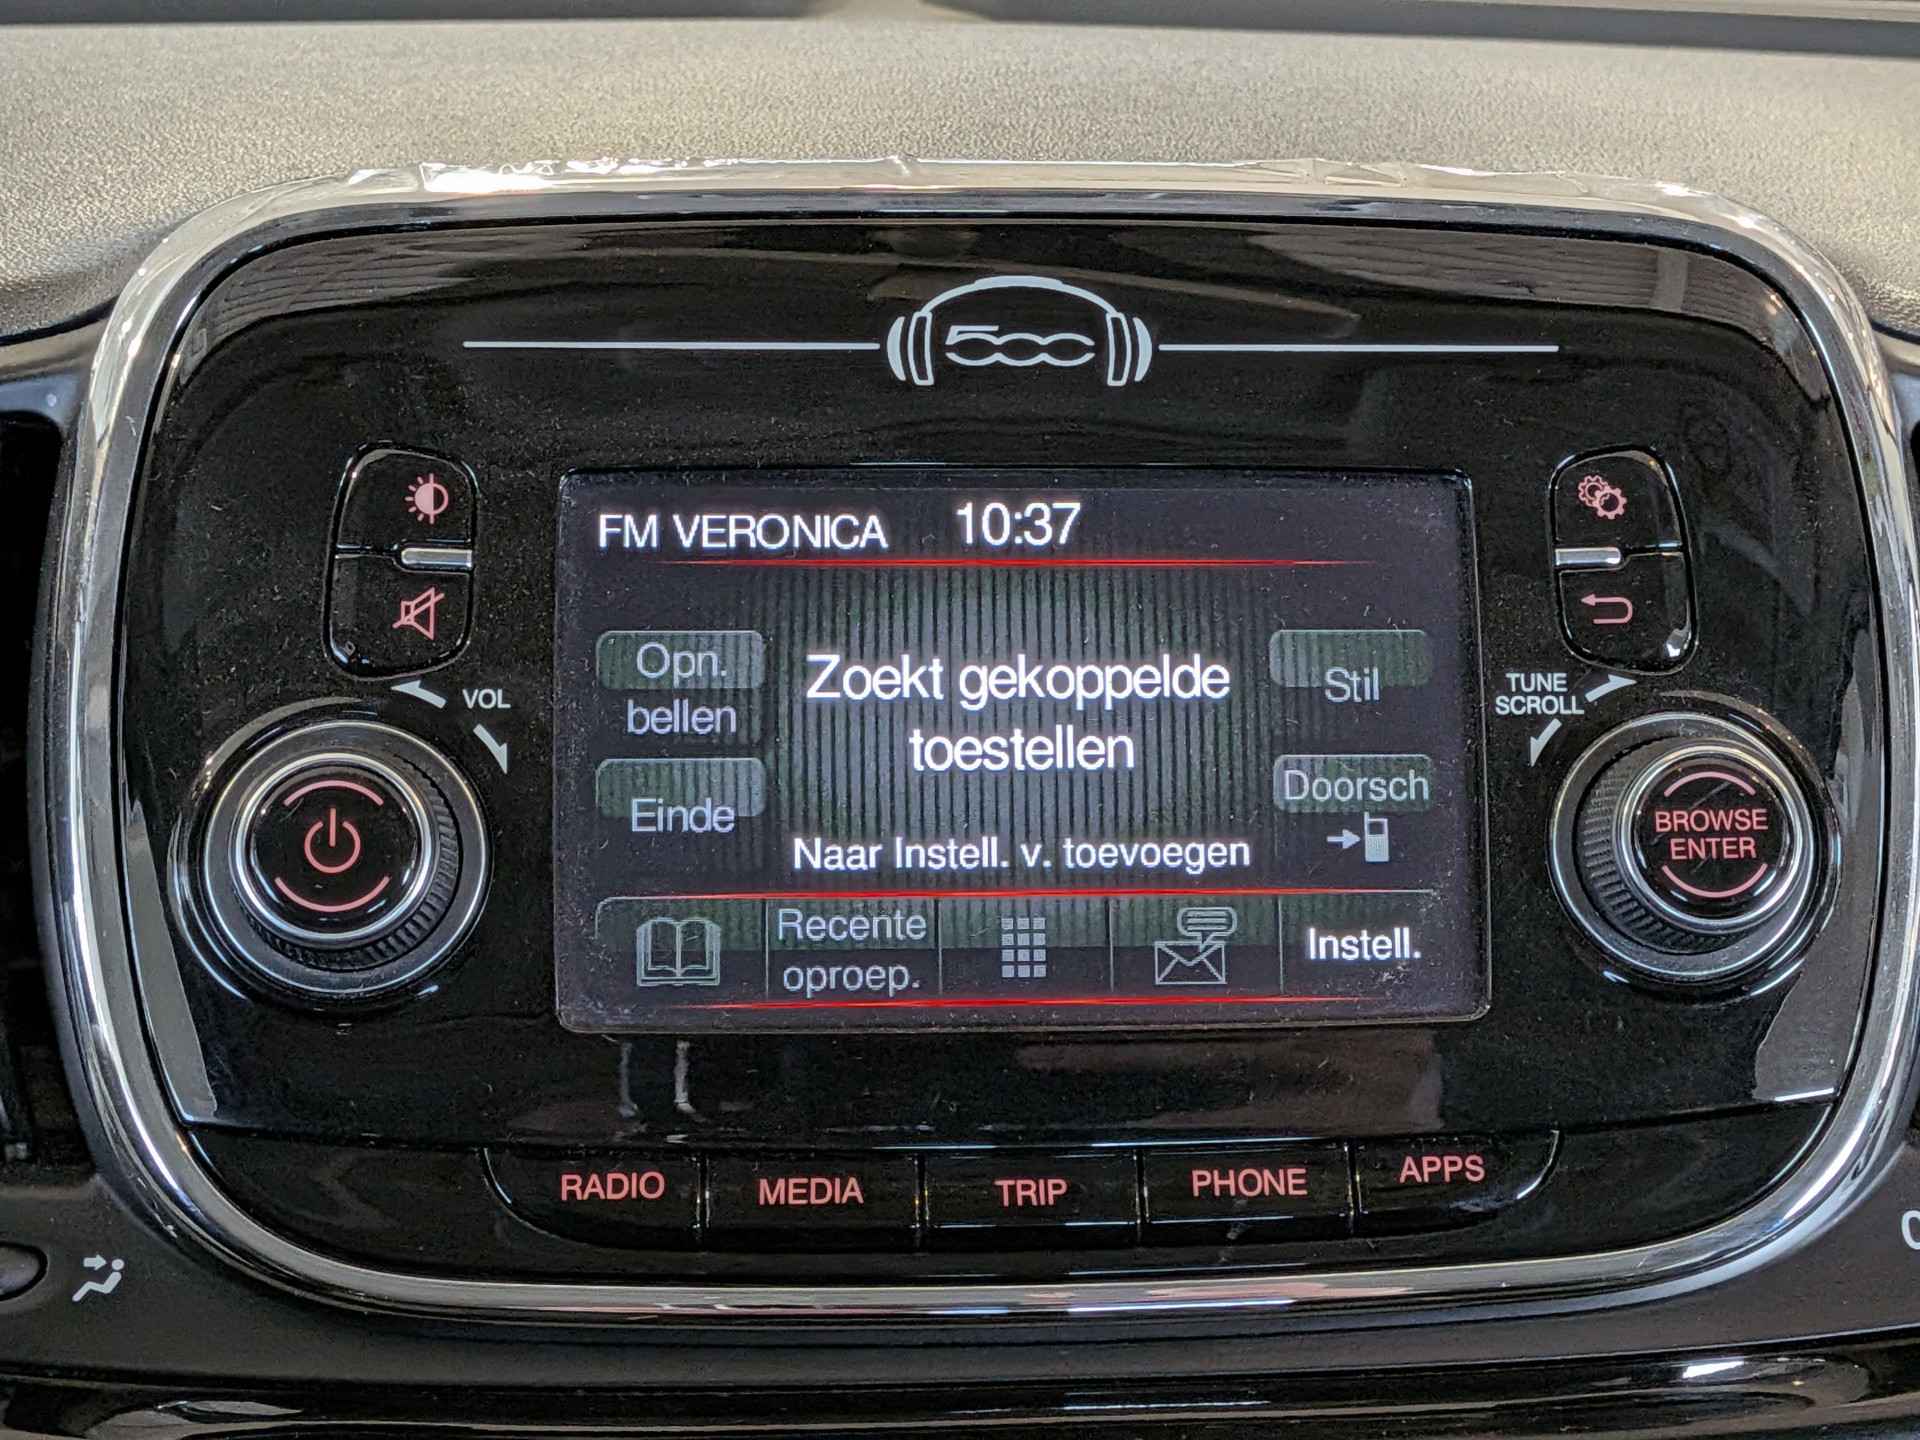 500
FM VERONICA 10:37
Opn.
bellen
Zoekt gekoppelde
toestellen
Stil
VOL
TUNE
SCROLL
Einde
Doorsch
Naar Instell. v. toevoegen
BROWSE
ENTER
Recente
oproep.
Instell.
RADIO MEDIA TRIP PHONE APPS